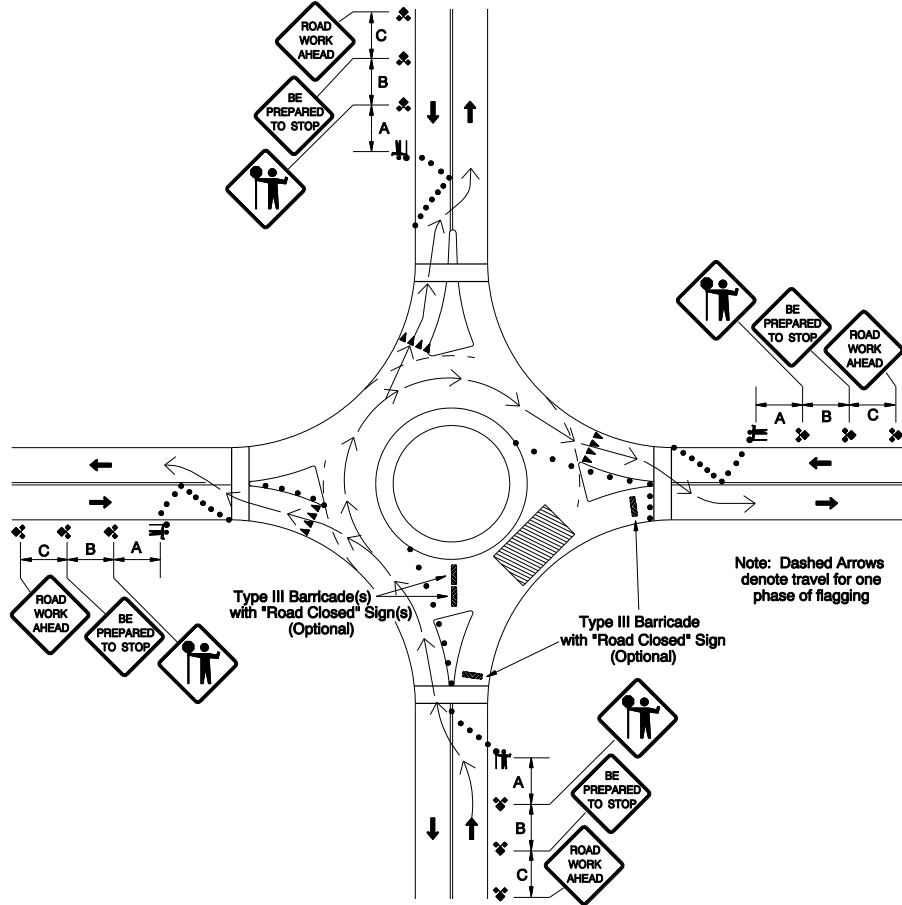 ROAD
WORK
AHEAD
C
BE
PREPARED
TO STOP
B
A
BE
PREPARED
TO STOP
ROAD
WORK
AHEAD
A
B
C
C
B
A
ROAD
WORK
AHEAD
BE
PREPARED
TO STOP
Type III Barricade(s)
with "Road Closed" Sign(s)
(Optional)
Note: Dashed Arrows
denote travel for one
phase of flagging
Type III Barricade
with "Road Closed" Sign
(Optional)
A
BE
PREPARED
TO STOP
B
ROAD
WORK
AHEAD
C